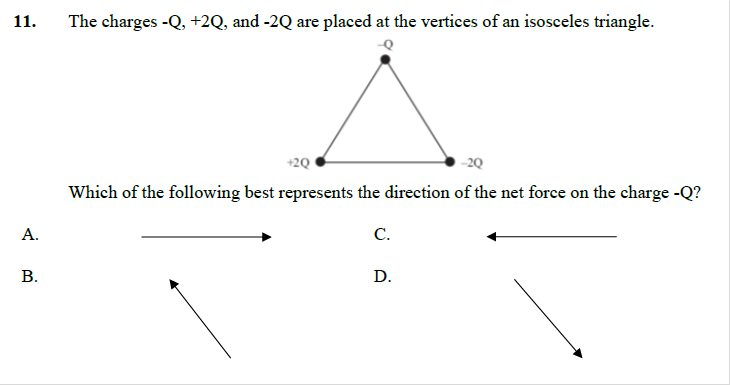 11. The charges -Q, +2Q, and -2Q are placed at the vertices of an isosceles triangle.
-Q
+2Q
-2Q
Which of the following best represents the direction of the net force on the charge -Q?
A.
C.
B.
D.